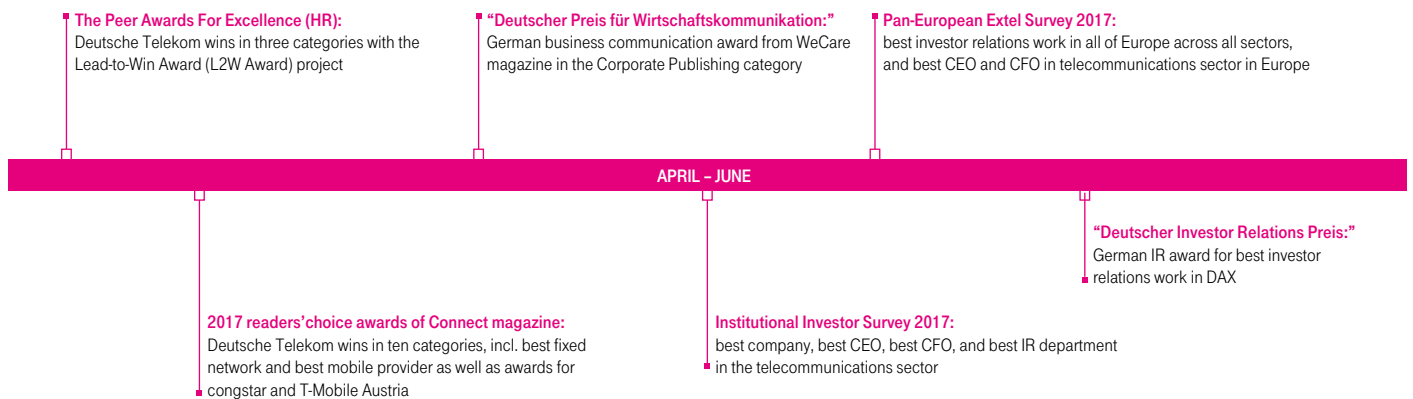 The Peer Awards For Excellence (HR):
Deutsche Telekom wins in three categories with the
Lead-to-Win Award (L2W Award) project
“Deutscher Preis für Wirtschaftskommunikation:”
German business communication award from WeCare
magazine in the Corporate Publishing category
Pan-European Extel Survey 2017:
best investor relations work in all of Europe across all sectors,
and best CEO and CFO in telecommunications sector in Europe
APRIL – JUNE
2017 readers’choice awards of Connect magazine:
Deutsche Telekom wins in ten categories, incl. best fixed
network and best mobile provider as well as awards for
congstar and T-Mobile Austria
Institutional Investor Survey 2017:
best company, best CEO, best CFO, and best IR department
in the telecommunications sector
“Deutscher Investor Relations Preis:”
German IR award for best investor
relations work in DAX